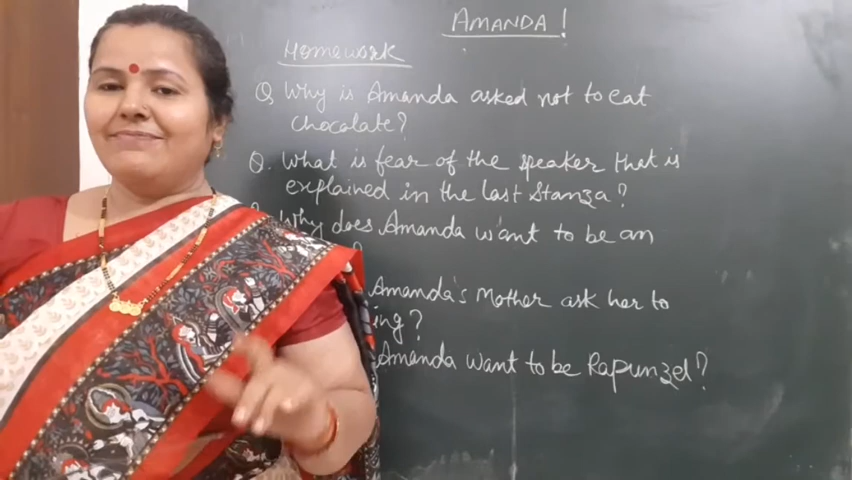 AMANDA!
Homework
Q Why is Amanda asked not to eat
chocolate?
Q. What is fear of the speaker that is
explained in the last stanza?
Why does Amanda want to be an
?
Amanda's Mother ask her to
ing?
Amanda want to be Rapunzel?